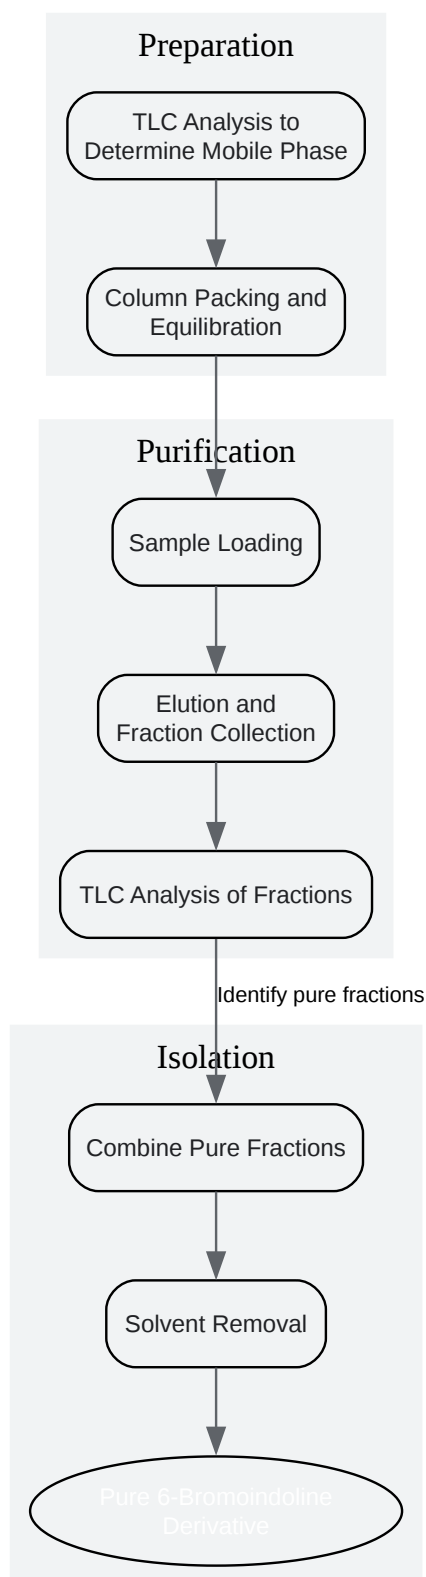 Preparation
TLC Analysis to
Determine Mobile Phase
Column Packing and
Equilibration
Purification
Sample Loading
Elution and
Fraction Collection
TLC Analysis of Fractions
Identify pure fractions
Isolation
Combine Pure Fractions
Solvent Removal
Pure 6-Bromoindoline
Derivative